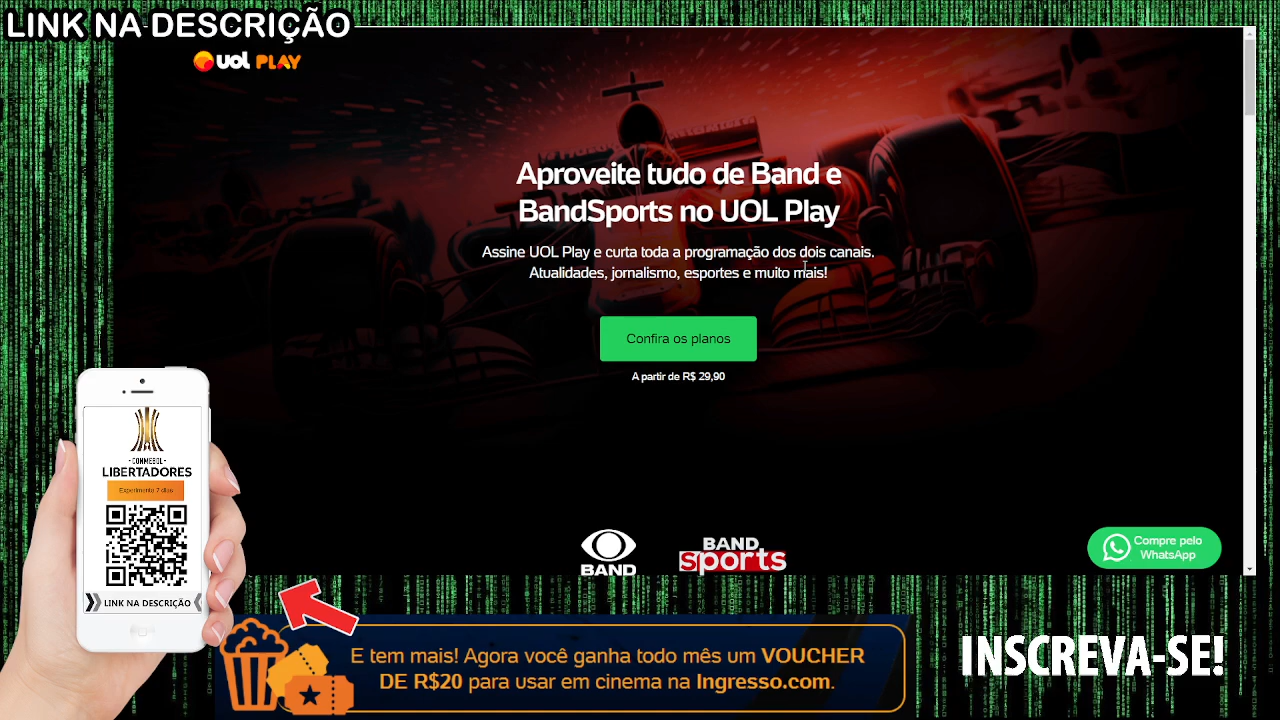 LINK NA DESCRIÇÃO
UOL PLAY
Aproveite tudo de Band e
BandSports no UOL Play
Assine UOL Play e curta toda a programação dos dois canais.
Atualidades, jornalismo, esportes e muito mais!
Confira os planos
A partir de R$ 29,90
BAND
BAND
sports
Compre pelo
WhatsApp
·CONMEBOL·
LIBERTADORES
Experimente 7 dias
LINK NA DESCRIÇÃO
E tem mais! Agora você ganha todo mês um VOUCHER
DE R$20 para usar em cinema na Ingresso.com.
INSCREVA-SE!